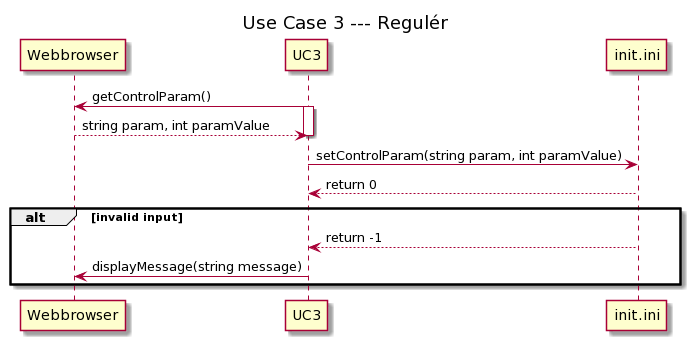 Use Case 3 --- Regulér
Webbrowser UC3 init.ini
getControlParam()
string param, int paramValue
setControlParam(string param, int paramValue)
return 0
alt [invalid input]
return -1
displayMessage(string message)
Webbrowser UC3 init.ini